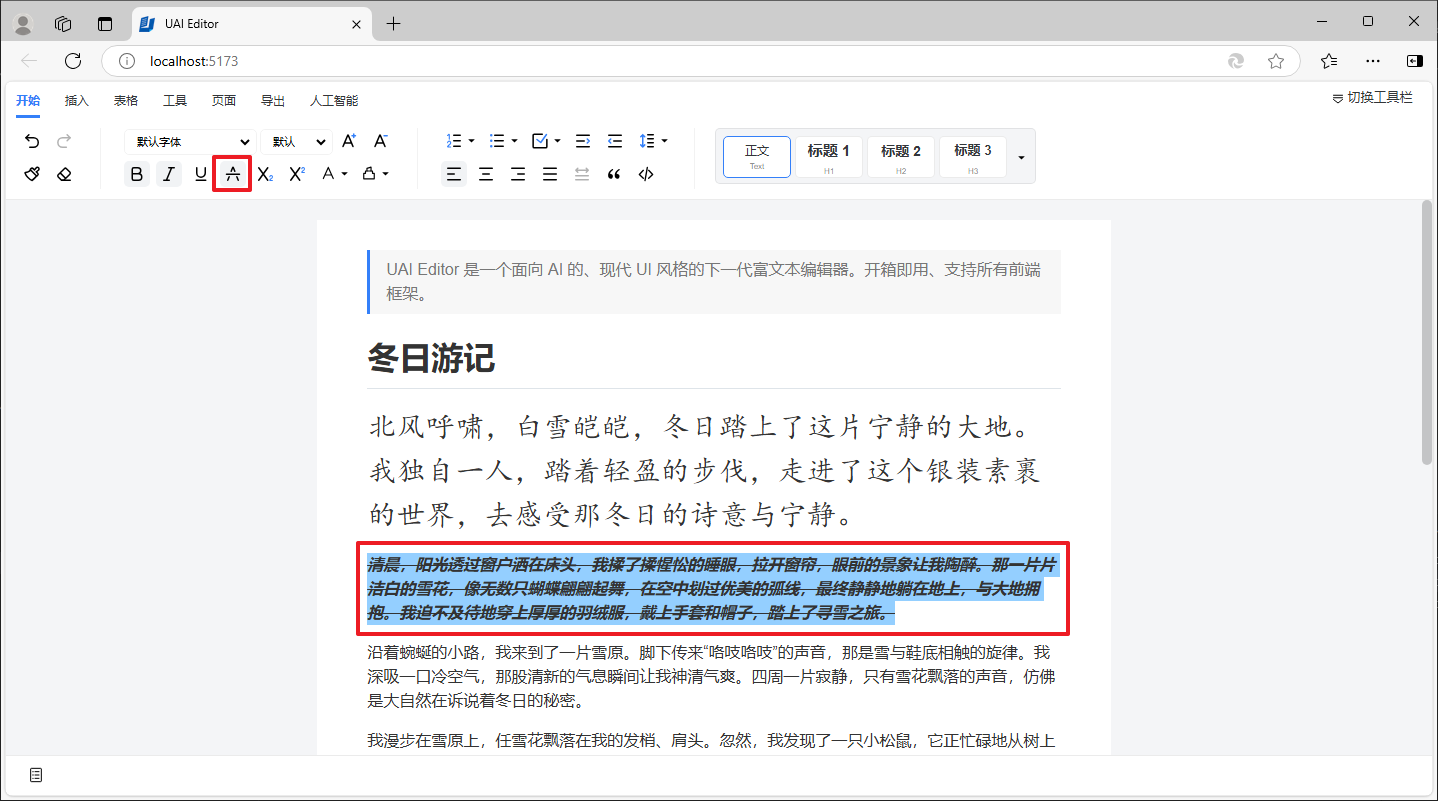 UAI Editor
localhost:5173
开始 插入 表格 工具 页面 导出 人工智能
切换工具栏
默认字体 默认 A+ A-
B I U A X₂ X² A
正文 标题 1 标题 2 标题 3
Text H1 H2 H3
UAI Editor 是一个面向 AI 的、现代 UI 风格的下一代富文本编辑器。开箱即用、支持所有前端
框架。
冬日游记
北风呼啸，白雪皑皑，冬日踏上了这片宁静的大地。
我独自一人，踏着轻盈的步伐，走进了这个银装素裹
的世界，去感受那冬日的诗意与宁静。
清晨，阳光透过窗户洒在床头，我揉了揉惺忪的睡眼，拉开窗帘，眼前的景象让我陶醉。那一片片
洁白的雪花，像无数只蝴蝶翩翩起舞，在空中划过优美的弧线，最终静静地躺在地上，与大地拥
抱。我迫不及待地穿上厚厚的羽绒服，戴上手套和帽子，踏上了寻雪之旅。
沿着蜿蜒的小路，我来到了一片雪原。脚下传来“咯吱咯吱”的声音，那是雪与鞋底相触的旋律。我
深吸一口冷空气，那股清新的气息瞬间让我神清气爽。四周一片寂静，只有雪花飘落的声音，仿佛
是大自然在诉说着冬日的秘密。
我漫步在雪原上，任雪花飘落在我的发梢、肩头。忽然，我发现了一只小松鼠，它正忙碌地从树上